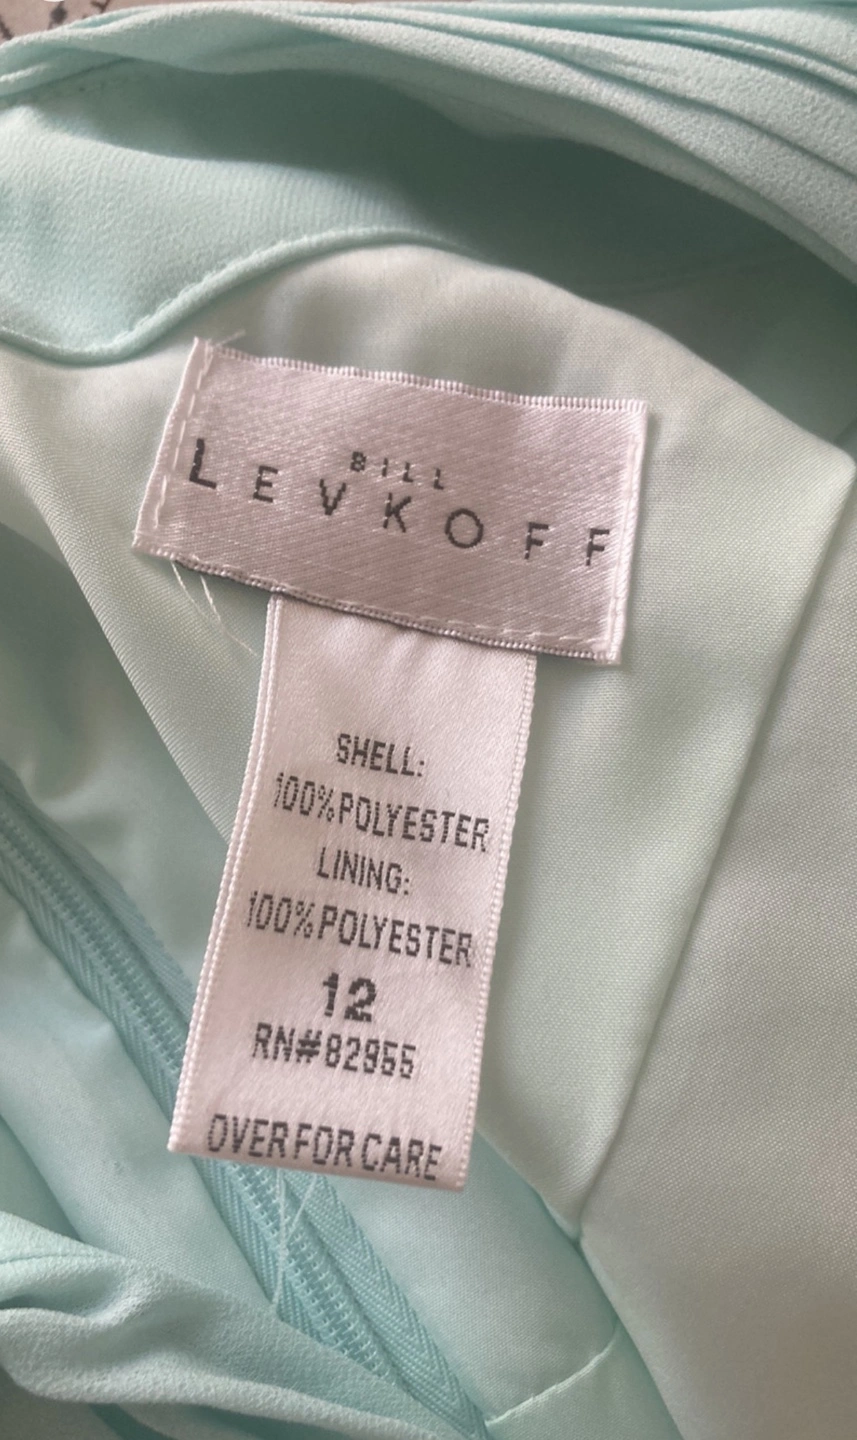 BILL
LEVKOFF
SHELL:
100%POLYESTER
LINING:
100%POLYESTER
12
RN#82955
OVER FOR CARE